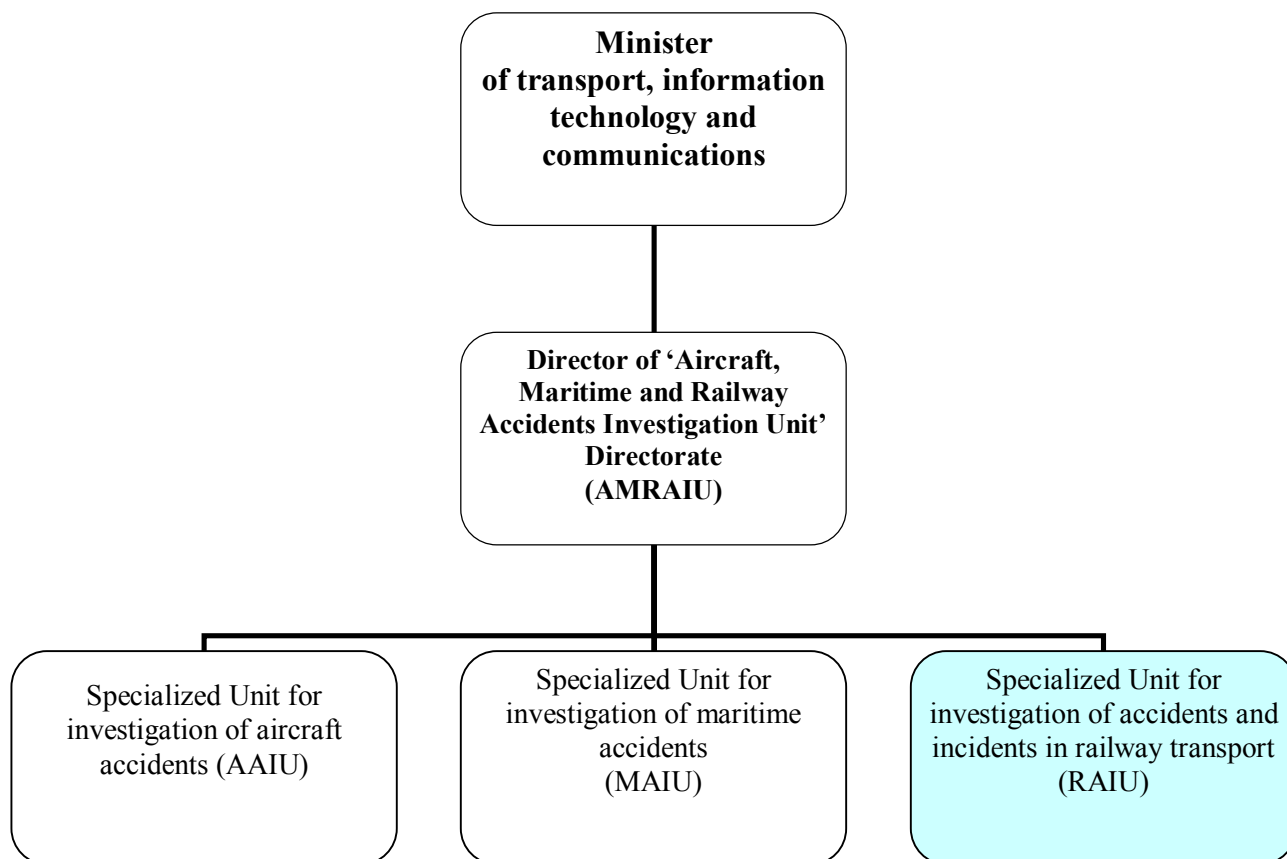 Minister
of transport, information
technology and
communications
Director of ‘Aircraft,
Maritime and Railway
Accidents Investigation Unit’
Directorate
(AMRAIU)
Specialized Unit for
investigation of aircraft
accidents (AAIU)
Specialized Unit for
investigation of maritime
accidents
(MAIU)
Specialized Unit for
investigation of accidents and
incidents in railway transport
(RAIU)